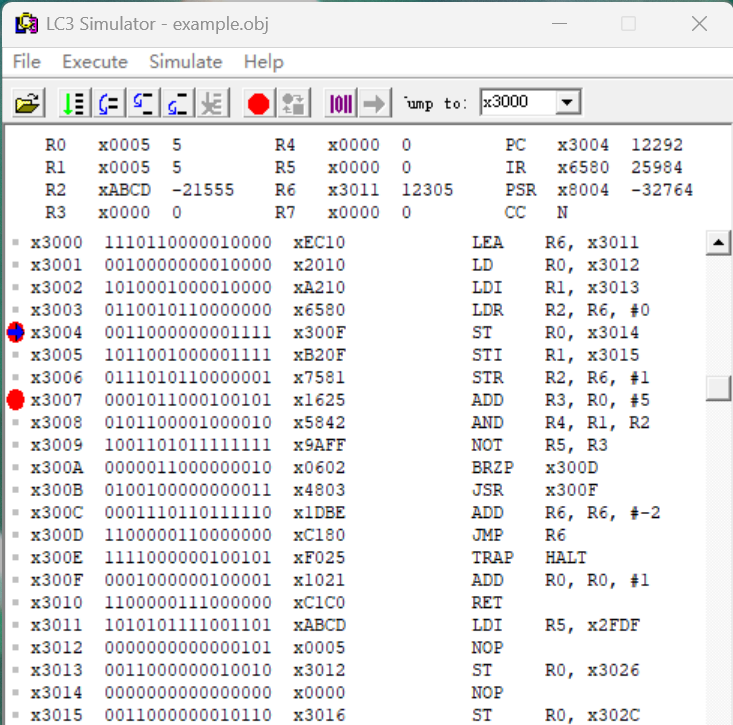 LC3 Simulator - example.obj
File Execute Simulate Help
Jump to: x3000
R0 x0005 5 R4 x0000 0 PC x3004 12292
R1 x0005 5 R5 x0000 0 IR x6580 25984
R2 xABCD -21555 R6 x3011 12305 PSR x8004 -32764
R3 x0000 0 R7 x0000 0 CC N
x3000 1110110000010000 xEC10 LEA R6, x3011
x3001 0010000000010000 x2010 LD R0, x3012
x3002 1010001000010000 xA210 LDI R1, x3013
x3003 0110010110000000 x6580 LDR R2, R6, #0
x3004 0011000000001111 x300F ST R0, x3014
x3005 1011001000001111 xB20F STI R1, x3015
x3006 0111010110000001 x7581 STR R2, R6, #1
x3007 0001011000100101 x1625 ADD R3, R0, #5
x3008 0101100001000010 x5842 AND R4, R1, R2
x3009 1001101011111111 x9AFF NOT R5, R3
x300A 0000011000000010 x0602 BRZP x300D
x300B 0100100000000011 x4803 JSR x300F
x300C 0001110110111110 x1DBE ADD R6, R6, #-2
x300D 1100000110000000 xC180 JMP R6
x300E 1111000000100101 xF025 TRAP HALT
x300F 0001000000100001 x1021 ADD R0, R0, #1
x3010 1100000111000000 xC1C0 RET
x3011 1010101111001101 xABCD LDI R5, x2FDF
x3012 0000000000000101 x0005 NOP
x3013 0011000000010010 x3012 ST R0, x3026
x3014 0000000000000000 x0000 NOP
x3015 0011000000010110 x3016 ST R0, x302C